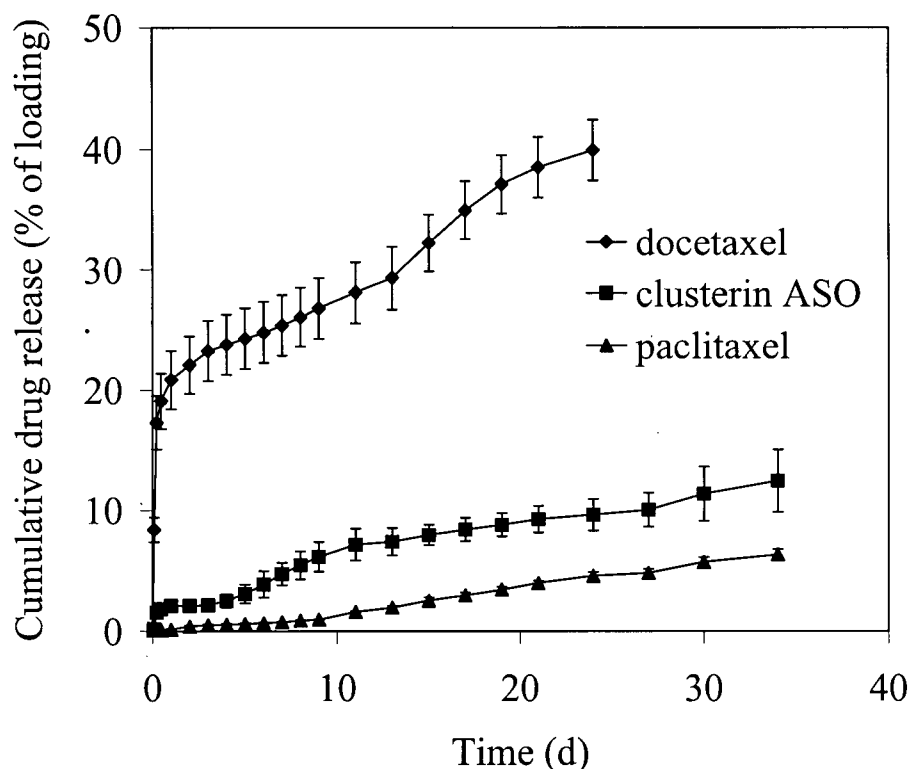 Cumulative drug release (% of loading)
50
40
30
20
10
0
docetaxel
clusterin ASO
paclitaxel
0 10 20 30 40
Time (d)